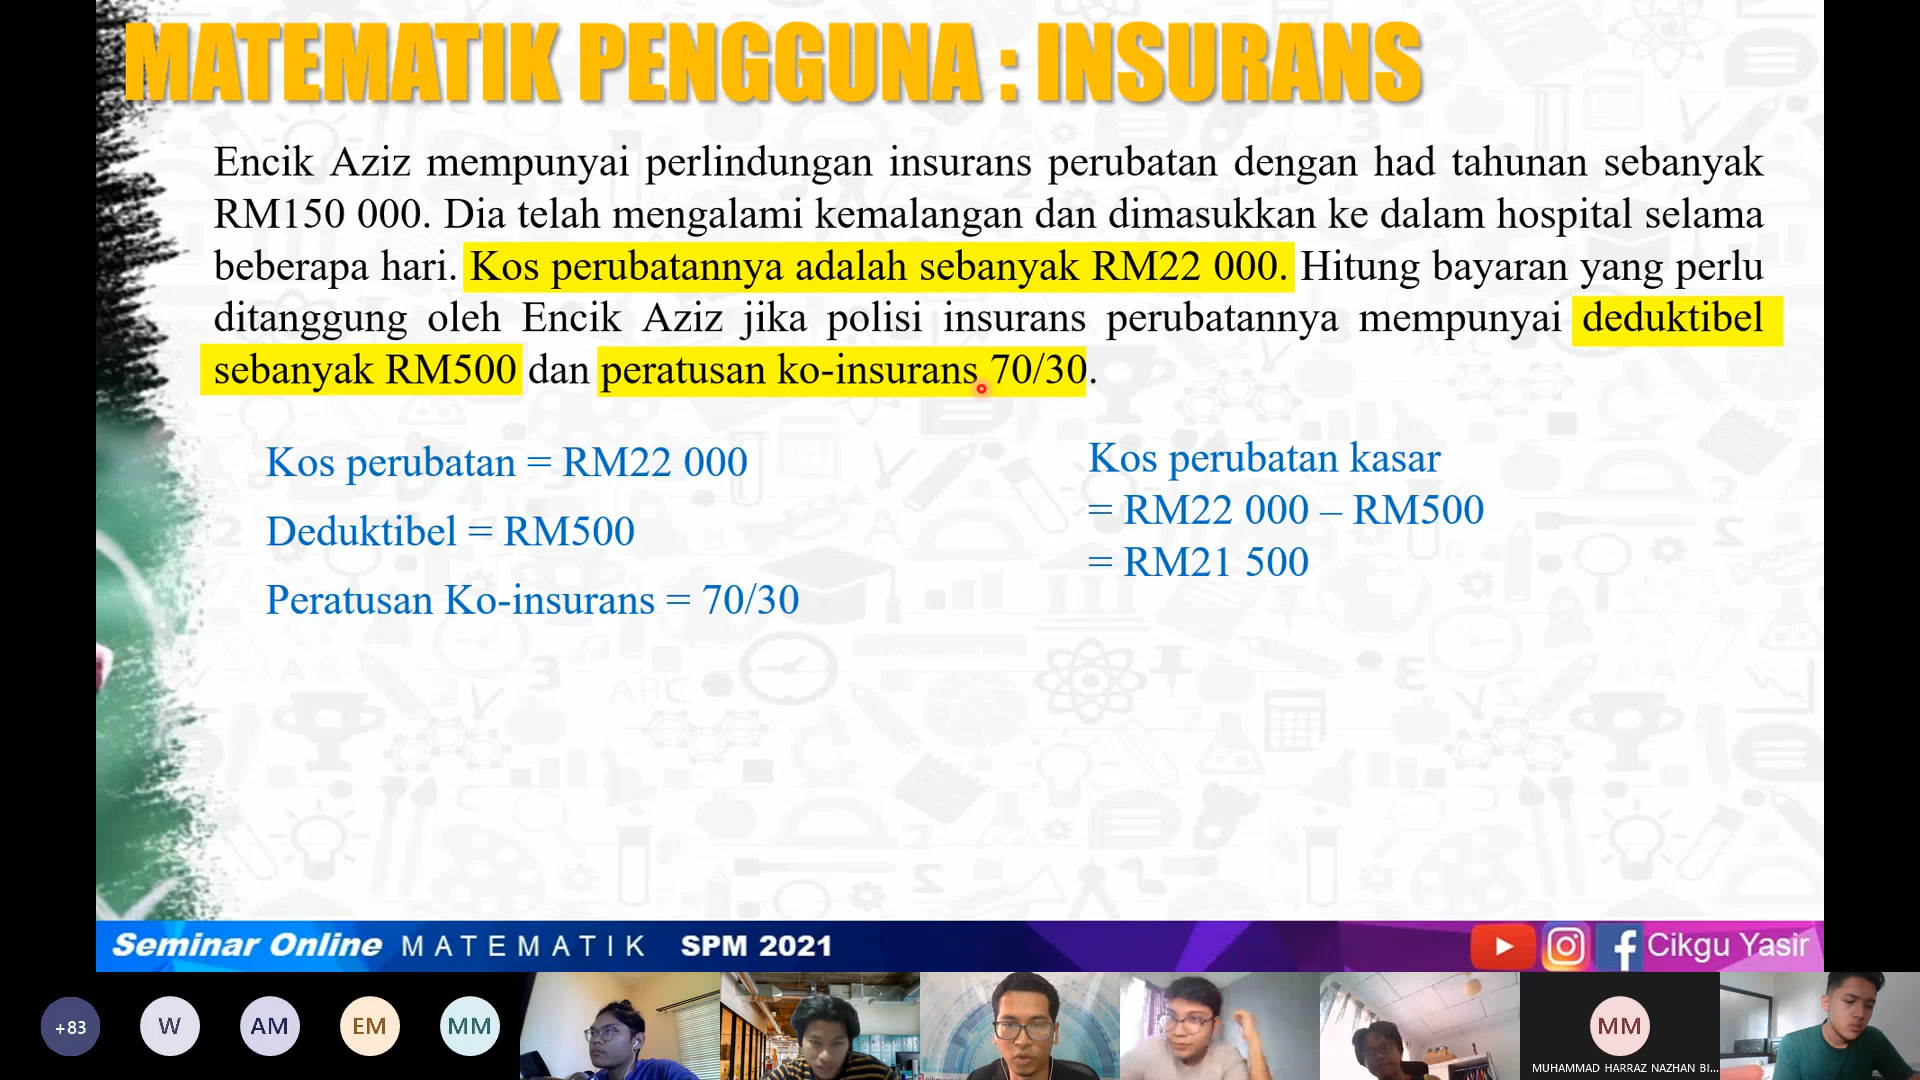 MATEMATIK PENGGUNA : INSURANS
Encik Aziz mempunyai perlindungan insurans perubatan dengan had tahunan sebanyak
RM150 000. Dia telah mengalami kemalangan dan dimasukkan ke dalam hospital selama
beberapa hari. Kos perubatannya adalah sebanyak RM22 000. Hitung bayaran yang perlu
ditanggung oleh Encik Aziz jika polisi insurans perubatannya mempunyai deduktibel
sebanyak RM500 dan peratusan ko-insurans 70/30.
Kos perubatan = RM22 000
Deduktibel = RM500
Peratusan Ko-insurans = 70/30
Kos perubatan kasar
= RM22 000 – RM500
= RM21 500
Seminar Online MATEMATIK SPM 2021
Cikgu Yasir
+83
W
AM
EM
MM
MM
MUHAMMAD HARRAZ NAZHAN BI...